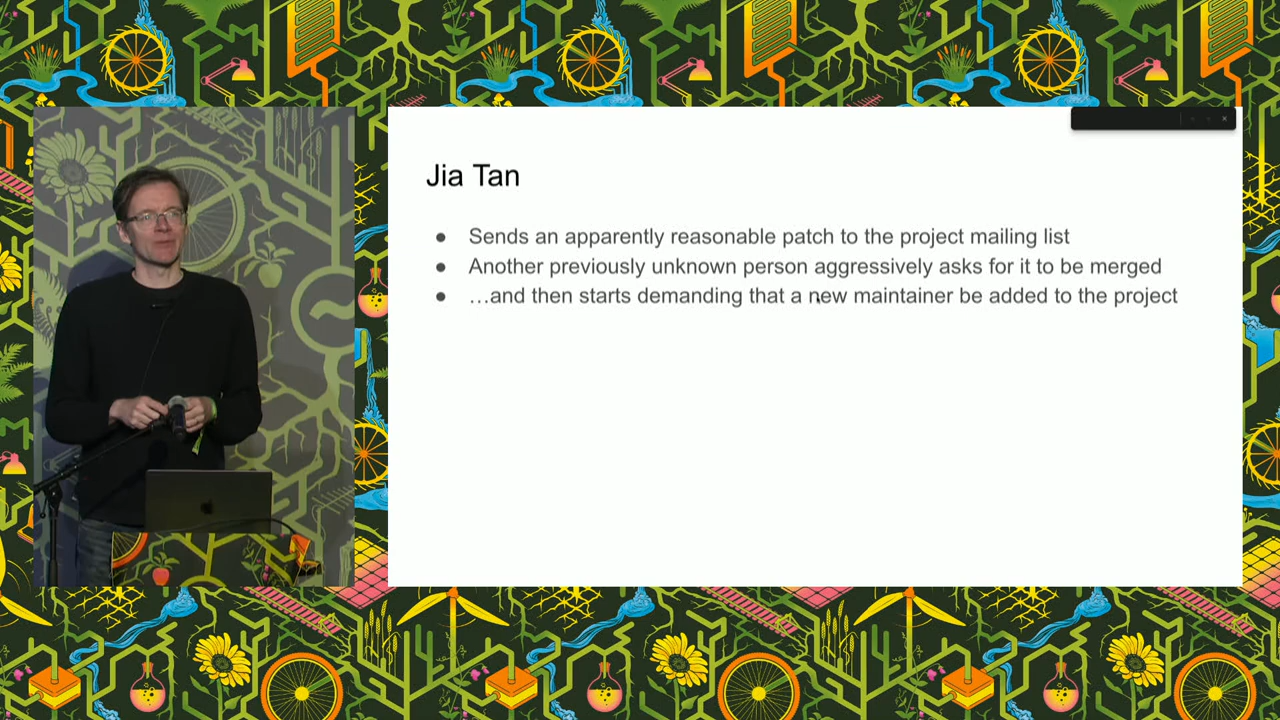 Jia Tan
● Sends an apparently reasonable patch to the project mailing list
● Another previously unknown person aggressively asks for it to be merged
● …and then starts demanding that a new maintainer be added to the project